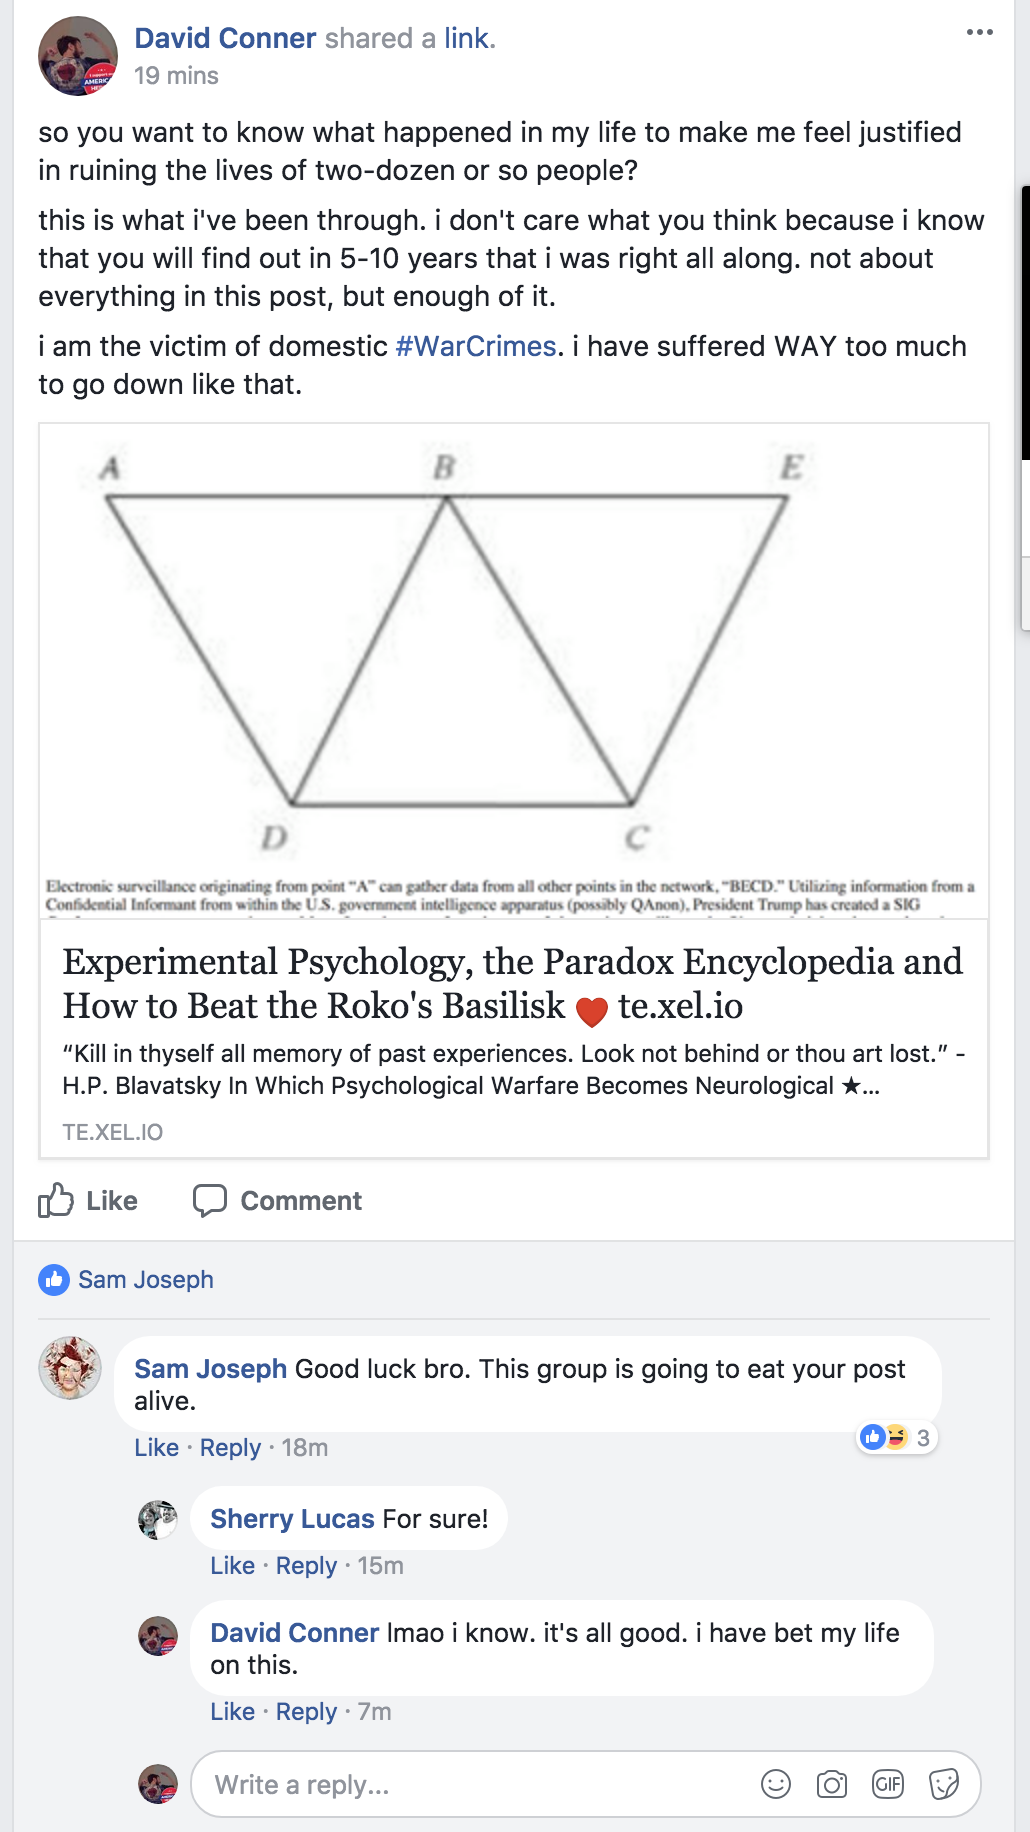 David Conner shared a link.
19 mins
so you want to know what happened in my life to make me feel justified
in ruining the lives of two-dozen or so people?
this is what i've been through. i don't care what you think because i know
that you will find out in 5-10 years that i was right all along. not about
everything in this post, but enough of it.
i am the victim of domestic #WarCrimes. i have suffered WAY too much
to go down like that.
A B E
D C
Electronic surveillance originating from point "A" can gather data from all other points in the network, "BECD." Utilizing information from a
Confidential Informant from within the U.S. government intelligence apparatus (possibly QAnon), President Trump has created a SIG
Experimental Psychology, the Paradox Encyclopedia and
How to Beat the Roko's Basilisk ♥ te.xel.io
“Kill in thyself all memory of past experiences. Look not behind or thou art lost.” -
H.P. Blavatsky In Which Psychological Warfare Becomes Neurological ★...
TE.XEL.IO
Like Comment
Sam Joseph
Sam Joseph Good luck bro. This group is going to eat your post
alive.
Like · Reply · 18m 3
Sherry Lucas For sure!
Like · Reply · 15m
David Conner lmao i know. it's all good. i have bet my life
on this.
Like · Reply · 7m
Write a reply...
GIF